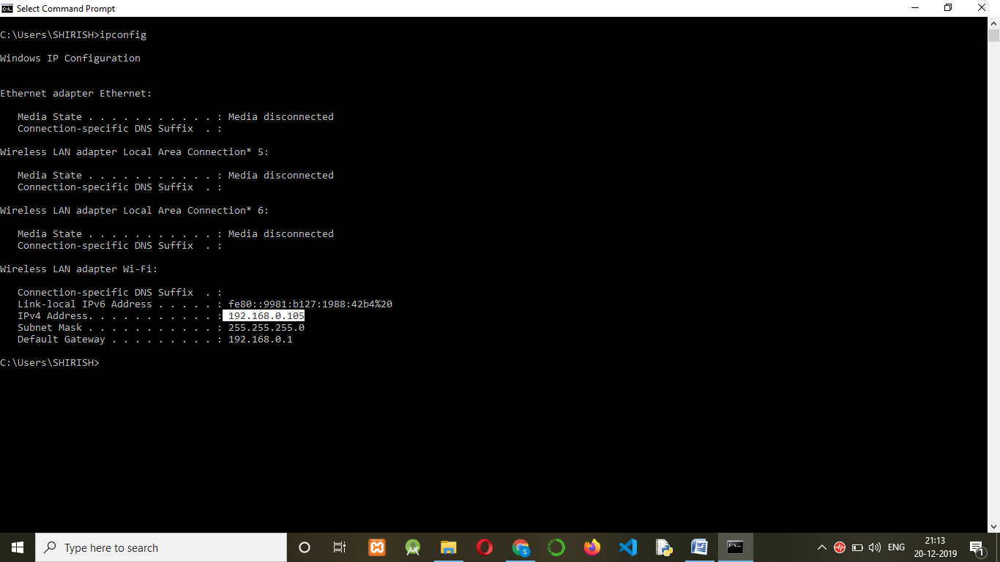 Select Command Prompt
C:\Users\SHIRISH>ipconfig
Windows IP Configuration
Ethernet adapter Ethernet:
   Media State . . . . . . . . . . . : Media disconnected
   Connection-specific DNS Suffix  . :
Wireless LAN adapter Local Area Connection* 5:
   Media State . . . . . . . . . . . : Media disconnected
   Connection-specific DNS Suffix  . :
Wireless LAN adapter Local Area Connection* 6:
   Media State . . . . . . . . . . . : Media disconnected
   Connection-specific DNS Suffix  . :
Wireless LAN adapter Wi-Fi:
   Connection-specific DNS Suffix  . :
   Link-local IPv6 Address . . . . . : fe80::9981:b127:1988:42b4%20
   IPv4 Address. . . . . . . . . . . : 192.168.0.105
   Subnet Mask . . . . . . . . . . . : 255.255.255.0
   Default Gateway . . . . . . . . . : 192.168.0.1
C:\Users\SHIRISH>
Type here to search
ENG
21:13
20-12-2019
1